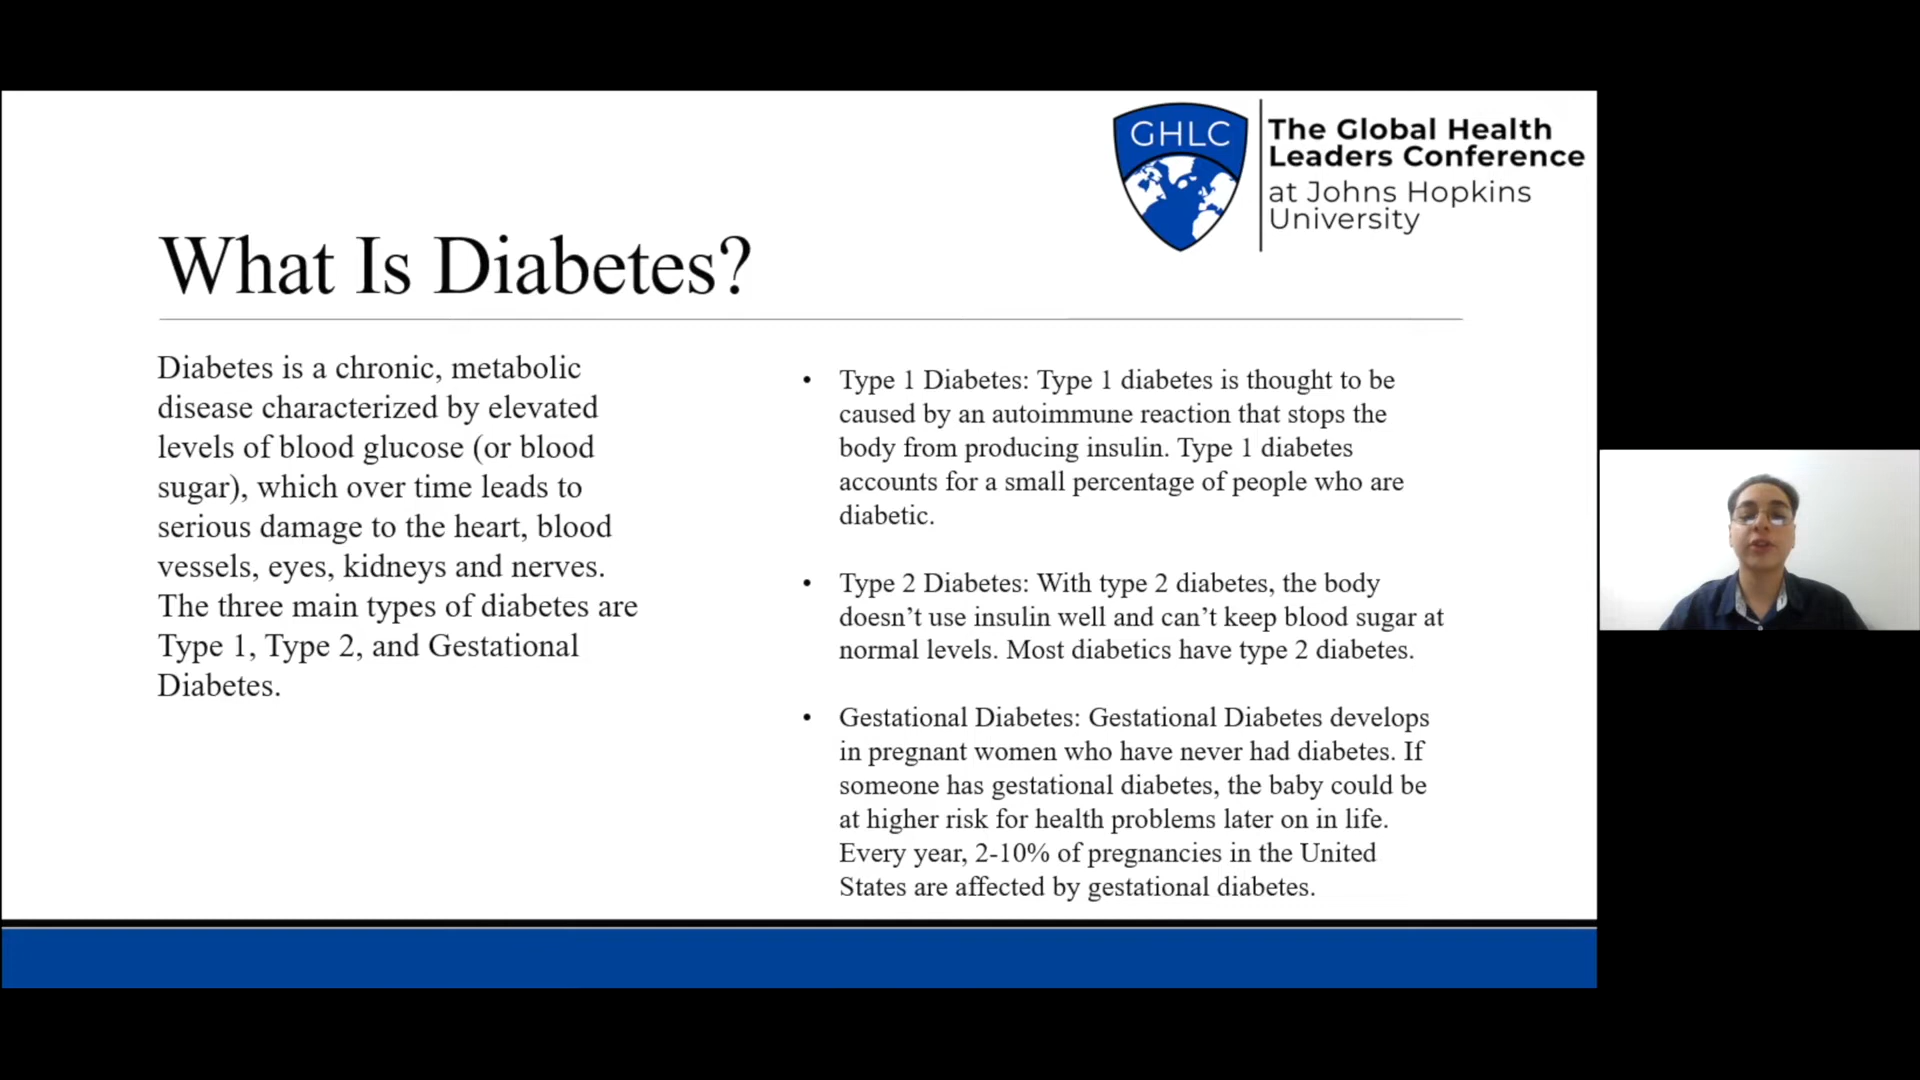 GHLC
The Global Health
Leaders Conference
at Johns Hopkins
University
What Is Diabetes?
Diabetes is a chronic, metabolic
disease characterized by elevated
levels of blood glucose (or blood
sugar), which over time leads to
serious damage to the heart, blood
vessels, eyes, kidneys and nerves.
The three main types of diabetes are
Type 1, Type 2, and Gestational
Diabetes.
• Type 1 Diabetes: Type 1 diabetes is thought to be
caused by an autoimmune reaction that stops the
body from producing insulin. Type 1 diabetes
accounts for a small percentage of people who are
diabetic.
• Type 2 Diabetes: With type 2 diabetes, the body
doesn’t use insulin well and can’t keep blood sugar at
normal levels. Most diabetics have type 2 diabetes.
• Gestational Diabetes: Gestational Diabetes develops
in pregnant women who have never had diabetes. If
someone has gestational diabetes, the baby could be
at higher risk for health problems later on in life.
Every year, 2-10% of pregnancies in the United
States are affected by gestational diabetes.